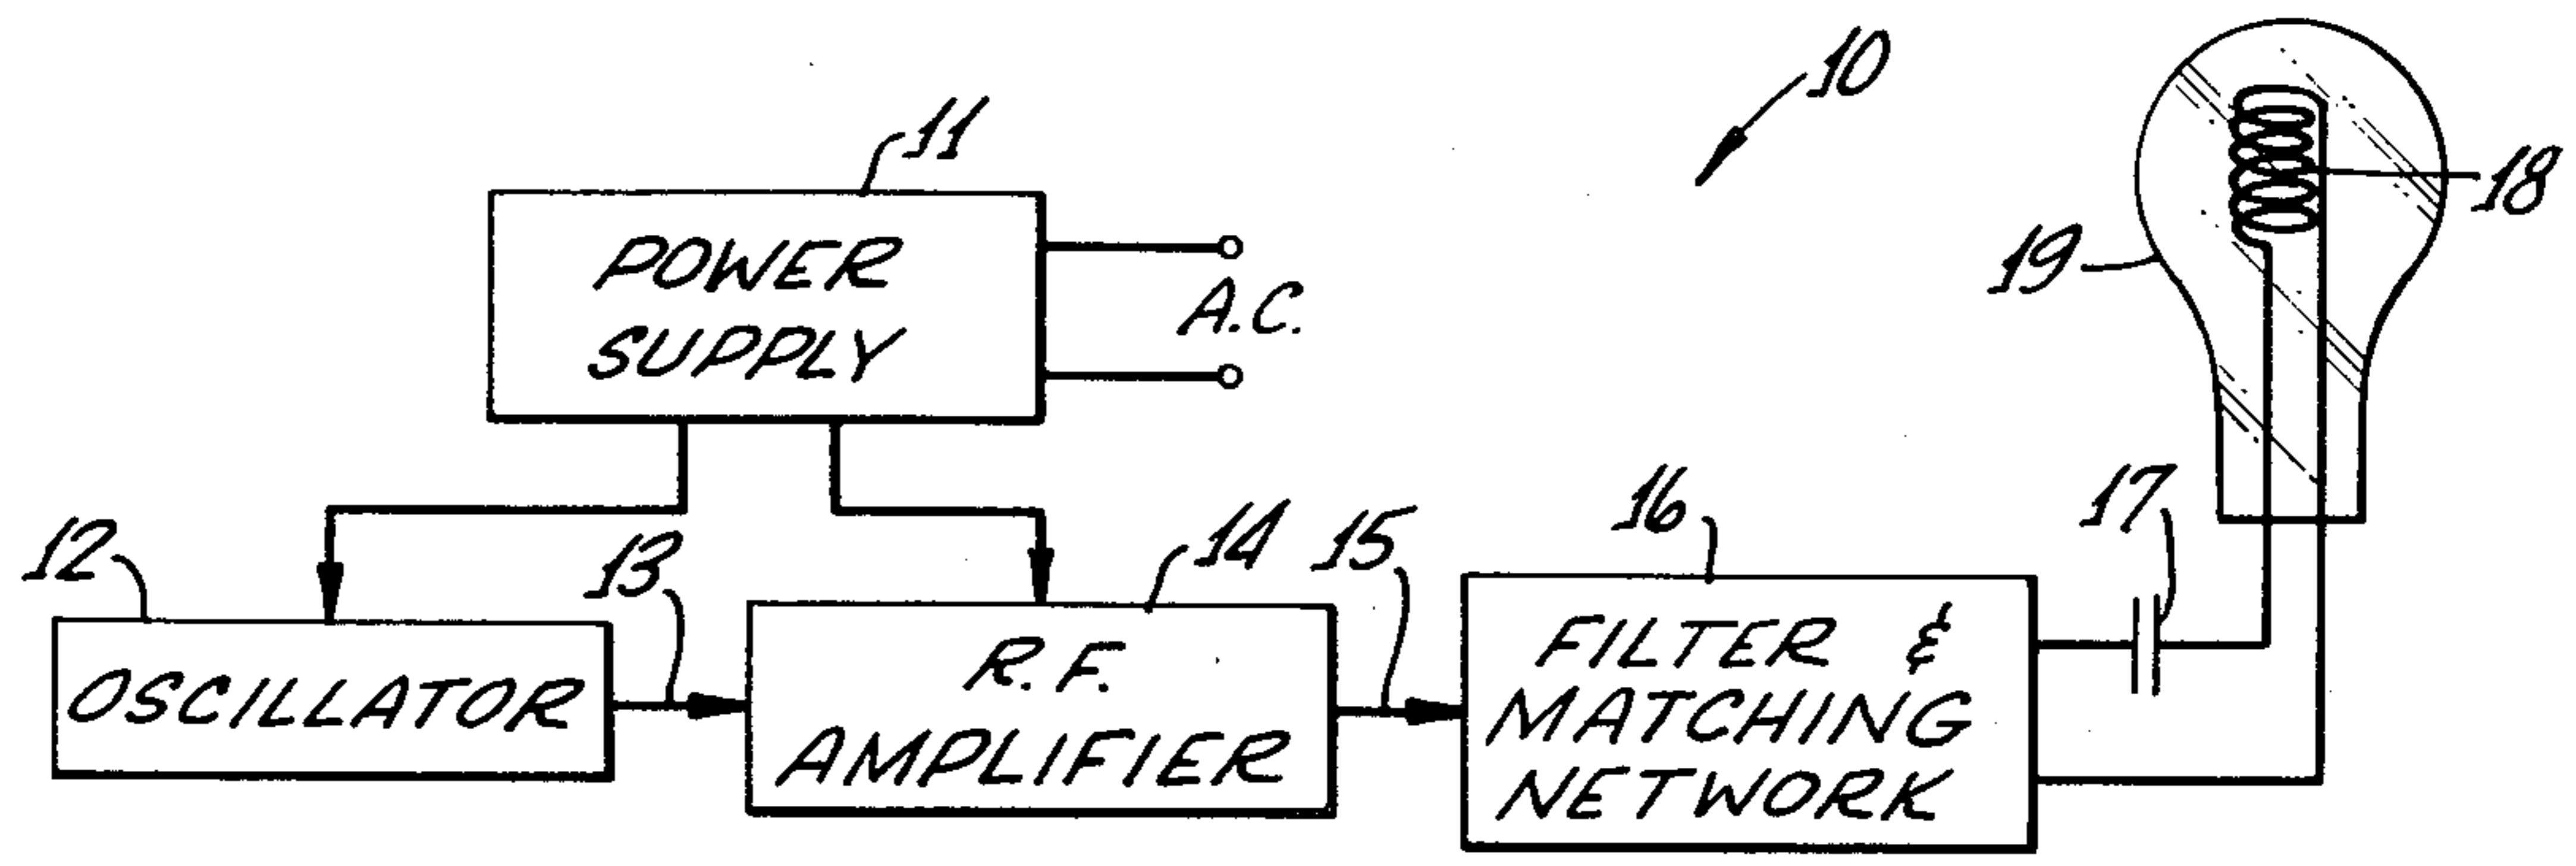 10
11
18
POWER
SUPPLY
A.C.
19
12
13
14
15
16
17
OSCILLATOR
R.F.
AMPLIFIER
FILTER &
MATCHING
NETWORK